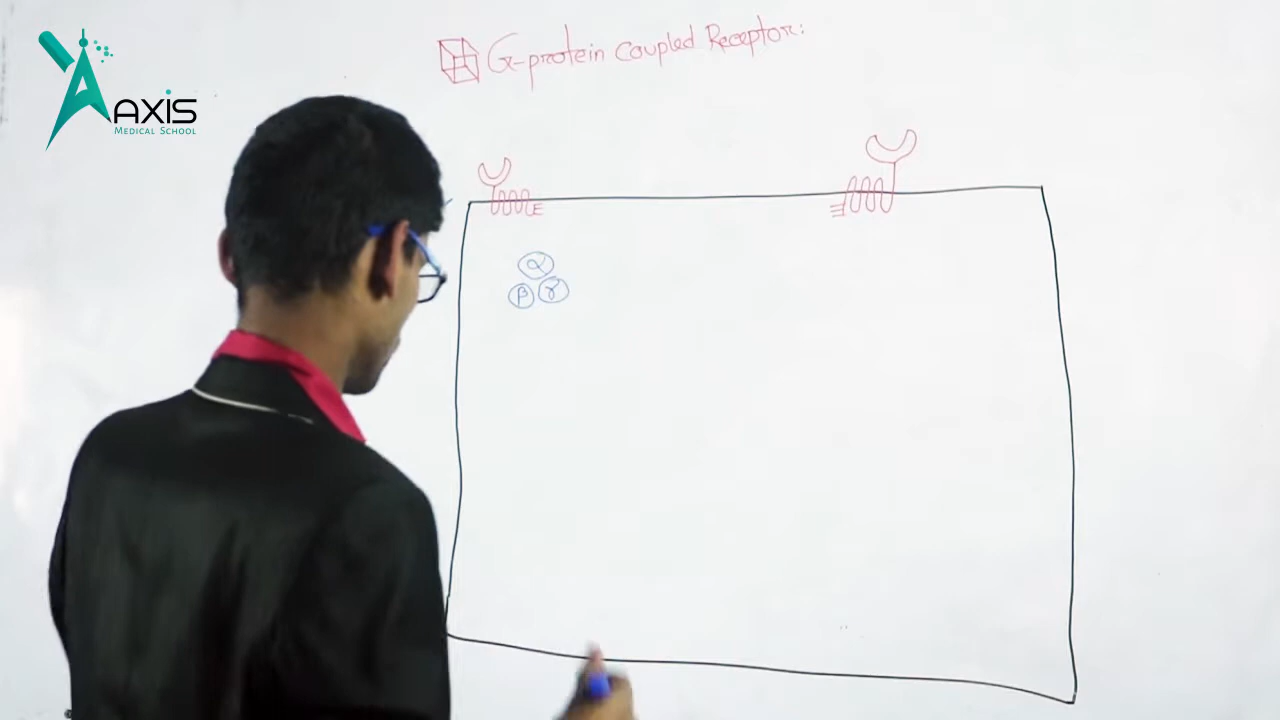 AXIS
MEDICAL SCHOOL
G-protein Coupled Receptor:
α
β γ